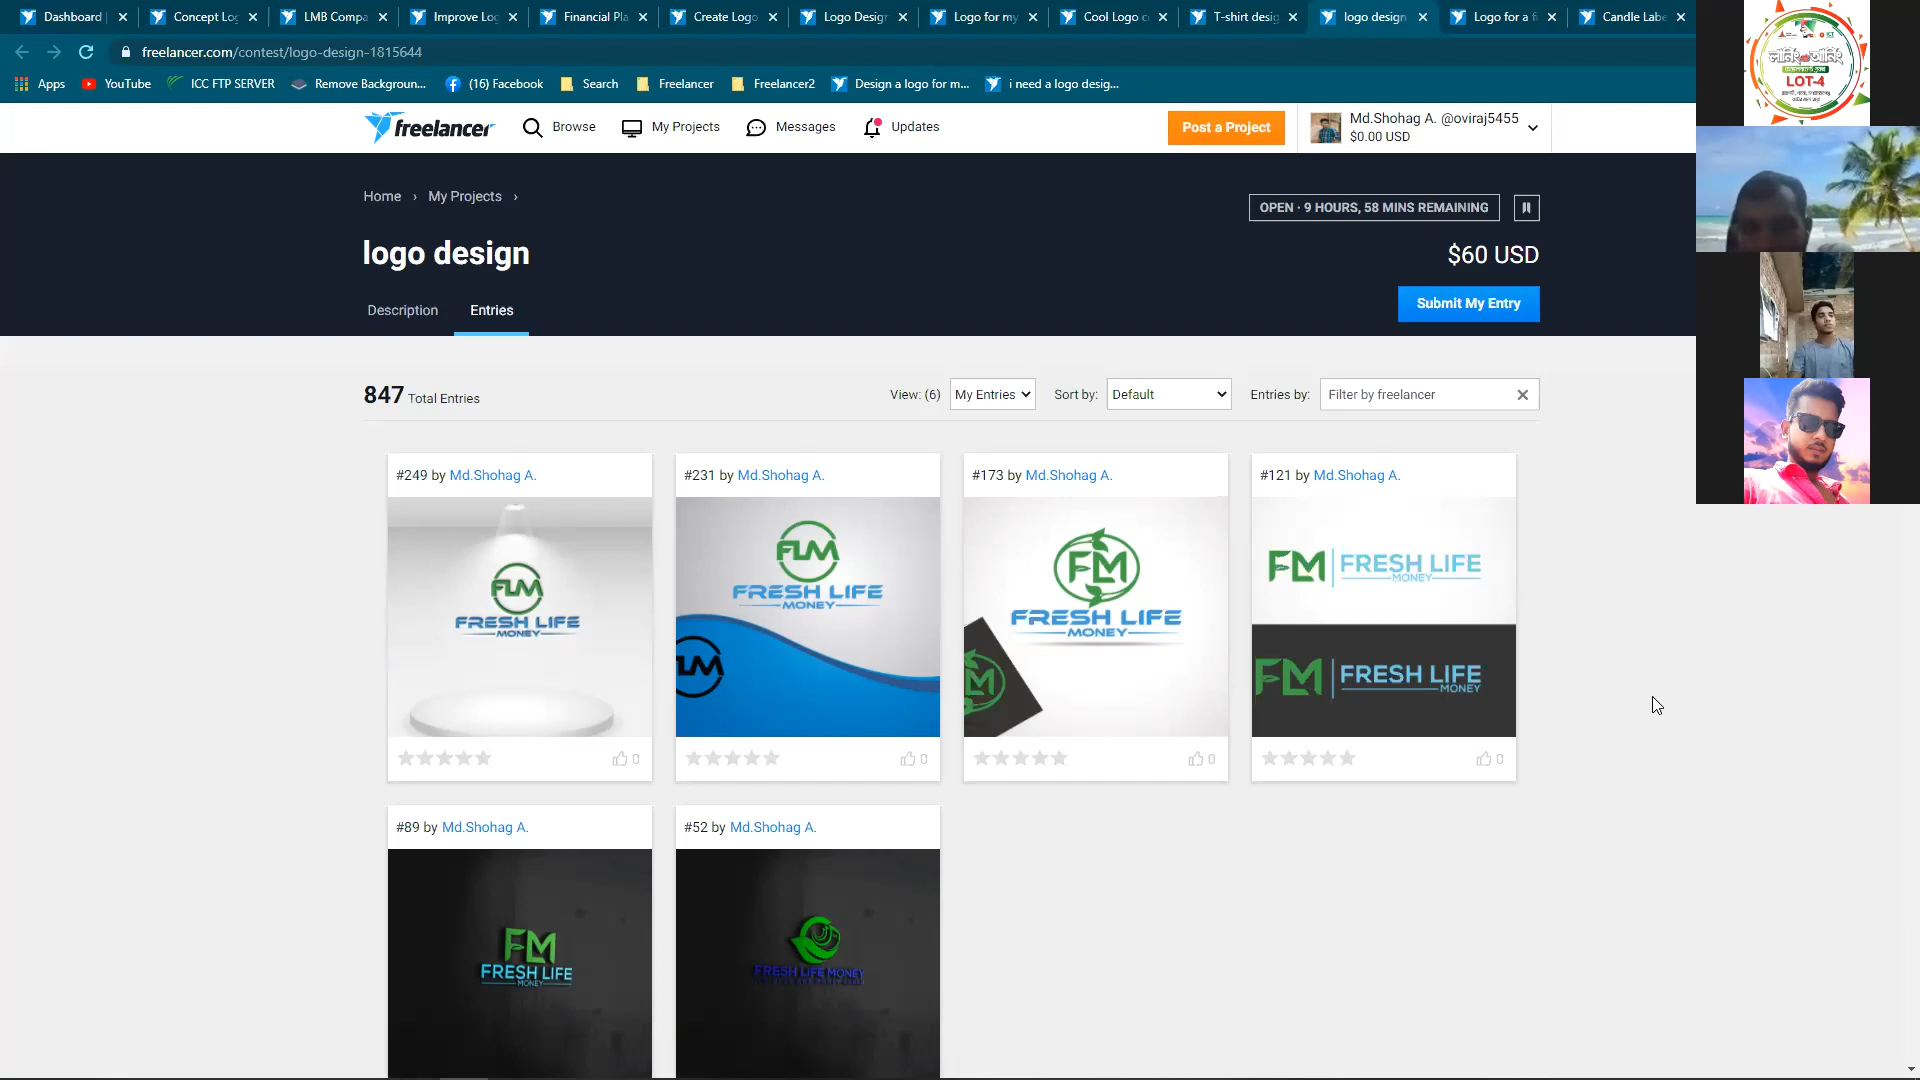 Dashboard
Concept Log
LMB Compa
Improve Log
Financial Pla
Create Logo
Logo Design
Logo for my
Cool Logo c
T-shirt desig
logo design
Logo for a f
Candle Labe
freelancer.com/contest/logo-design-1815644
Apps
YouTube
ICC FTP SERVER
Remove Backgroun...
(16) Facebook
Search
Freelancer
Freelancer2
Design a logo for m...
i need a logo desig...
freelancer
Browse
My Projects
Messages
Updates
Post a Project
Md.Shohag A. @oviraj5455
$0.00 USD
Home › My Projects ›
OPEN · 9 HOURS, 58 MINS REMAINING
logo design
$60 USD
Description
Entries
Submit My Entry
847 Total Entries
View: (6)
My Entries
Sort by:
Default
Entries by:
Filter by freelancer
#249 by Md.Shohag A.
#231 by Md.Shohag A.
#173 by Md.Shohag A.
#121 by Md.Shohag A.
FLM
FRESH LIFE
MONEY
FLM
FRESH LIFE
MONEY
LM
FM
FRESH LIFE
MONEY
M
FM FRESH LIFE
MONEY
FM FRESH LIFE
MONEY
0
0
0
0
#89 by Md.Shohag A.
#52 by Md.Shohag A.
FM
FRESH LIFE
MONEY
FRESH LIFE MONEY
লার্নিং আর্নিং
LOT-4